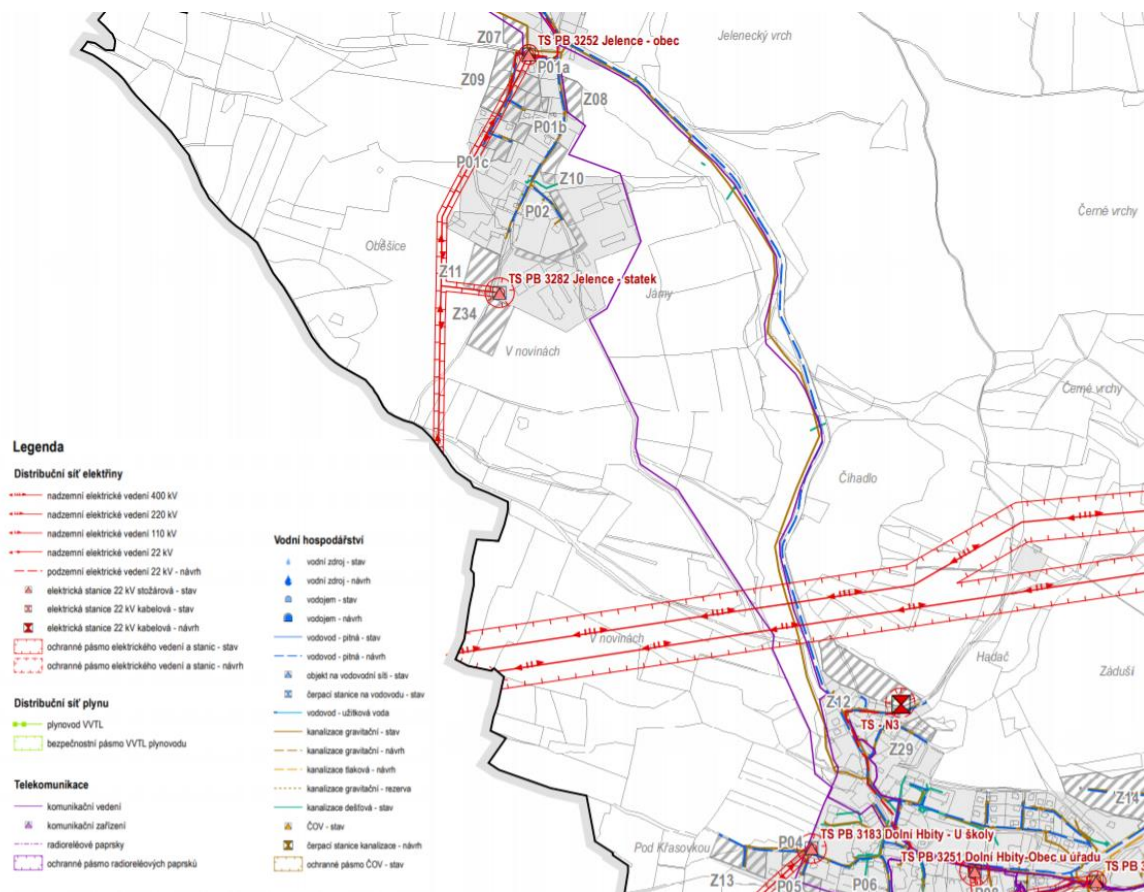 Z07
TS PB 3252 Jelence - obec
Jelenecký vrch
P01a
Z09
Z08
P01b
P01c
Z10
P02
Černé vrchy
Oběšice
Z11
TS PB 3282 Jelence - statek
Jámy
Z34
V novinách
Černé vrchy
Čihadlo
V novinách
Hadač
Záduší
Z12
TS - N3
Z29
Z14
TS PB 3183 Dolní Hbity - U školy
Pod Křasovkou
P04
TS PB 3251 Dolní Hbity-Obec u úřadu
TS PB 3
Z13
P05
P06
Legenda
Distribuční síť elektřiny
nadzemní elektrické vedení 400 kV
nadzemní elektrické vedení 220 kV
nadzemní elektrické vedení 110 kV
nadzemní elektrické vedení 22 kV
podzemní elektrické vedení 22 kV - návrh
elektrická stanice 22 kV stožárová - stav
elektrická stanice 22 kV kabelová - stav
elektrická stanice 22 kV kabelová - návrh
ochranné pásmo elektrického vedení a stanic - stav
ochranné pásmo elektrického vedení a stanic - návrh
Distribuční síť plynu
plynovod VVTL
bezpečnostní pásmo VVTL plynovodu
Telekomunikace
komunikační vedení
komunikační zařízení
radioreléové paprsky
ochranné pásmo radioreléových paprsků
Vodní hospodářství
vodní zdroj - stav
vodní zdroj - návrh
vodojem - stav
vodojem - návrh
vodovod - pitná - stav
vodovod - pitná - návrh
objekt na vodovodní síti - stav
čerpací stanice na vodovodu - stav
vodovod - užitková voda
kanalizace gravitační - stav
kanalizace gravitační - návrh
kanalizace tlaková - návrh
kanalizace gravitační - rezerva
kanalizace dešťová - stav
ČOV - stav
čerpací stanice kanalizace - návrh
ochranné pásmo ČOV - stav